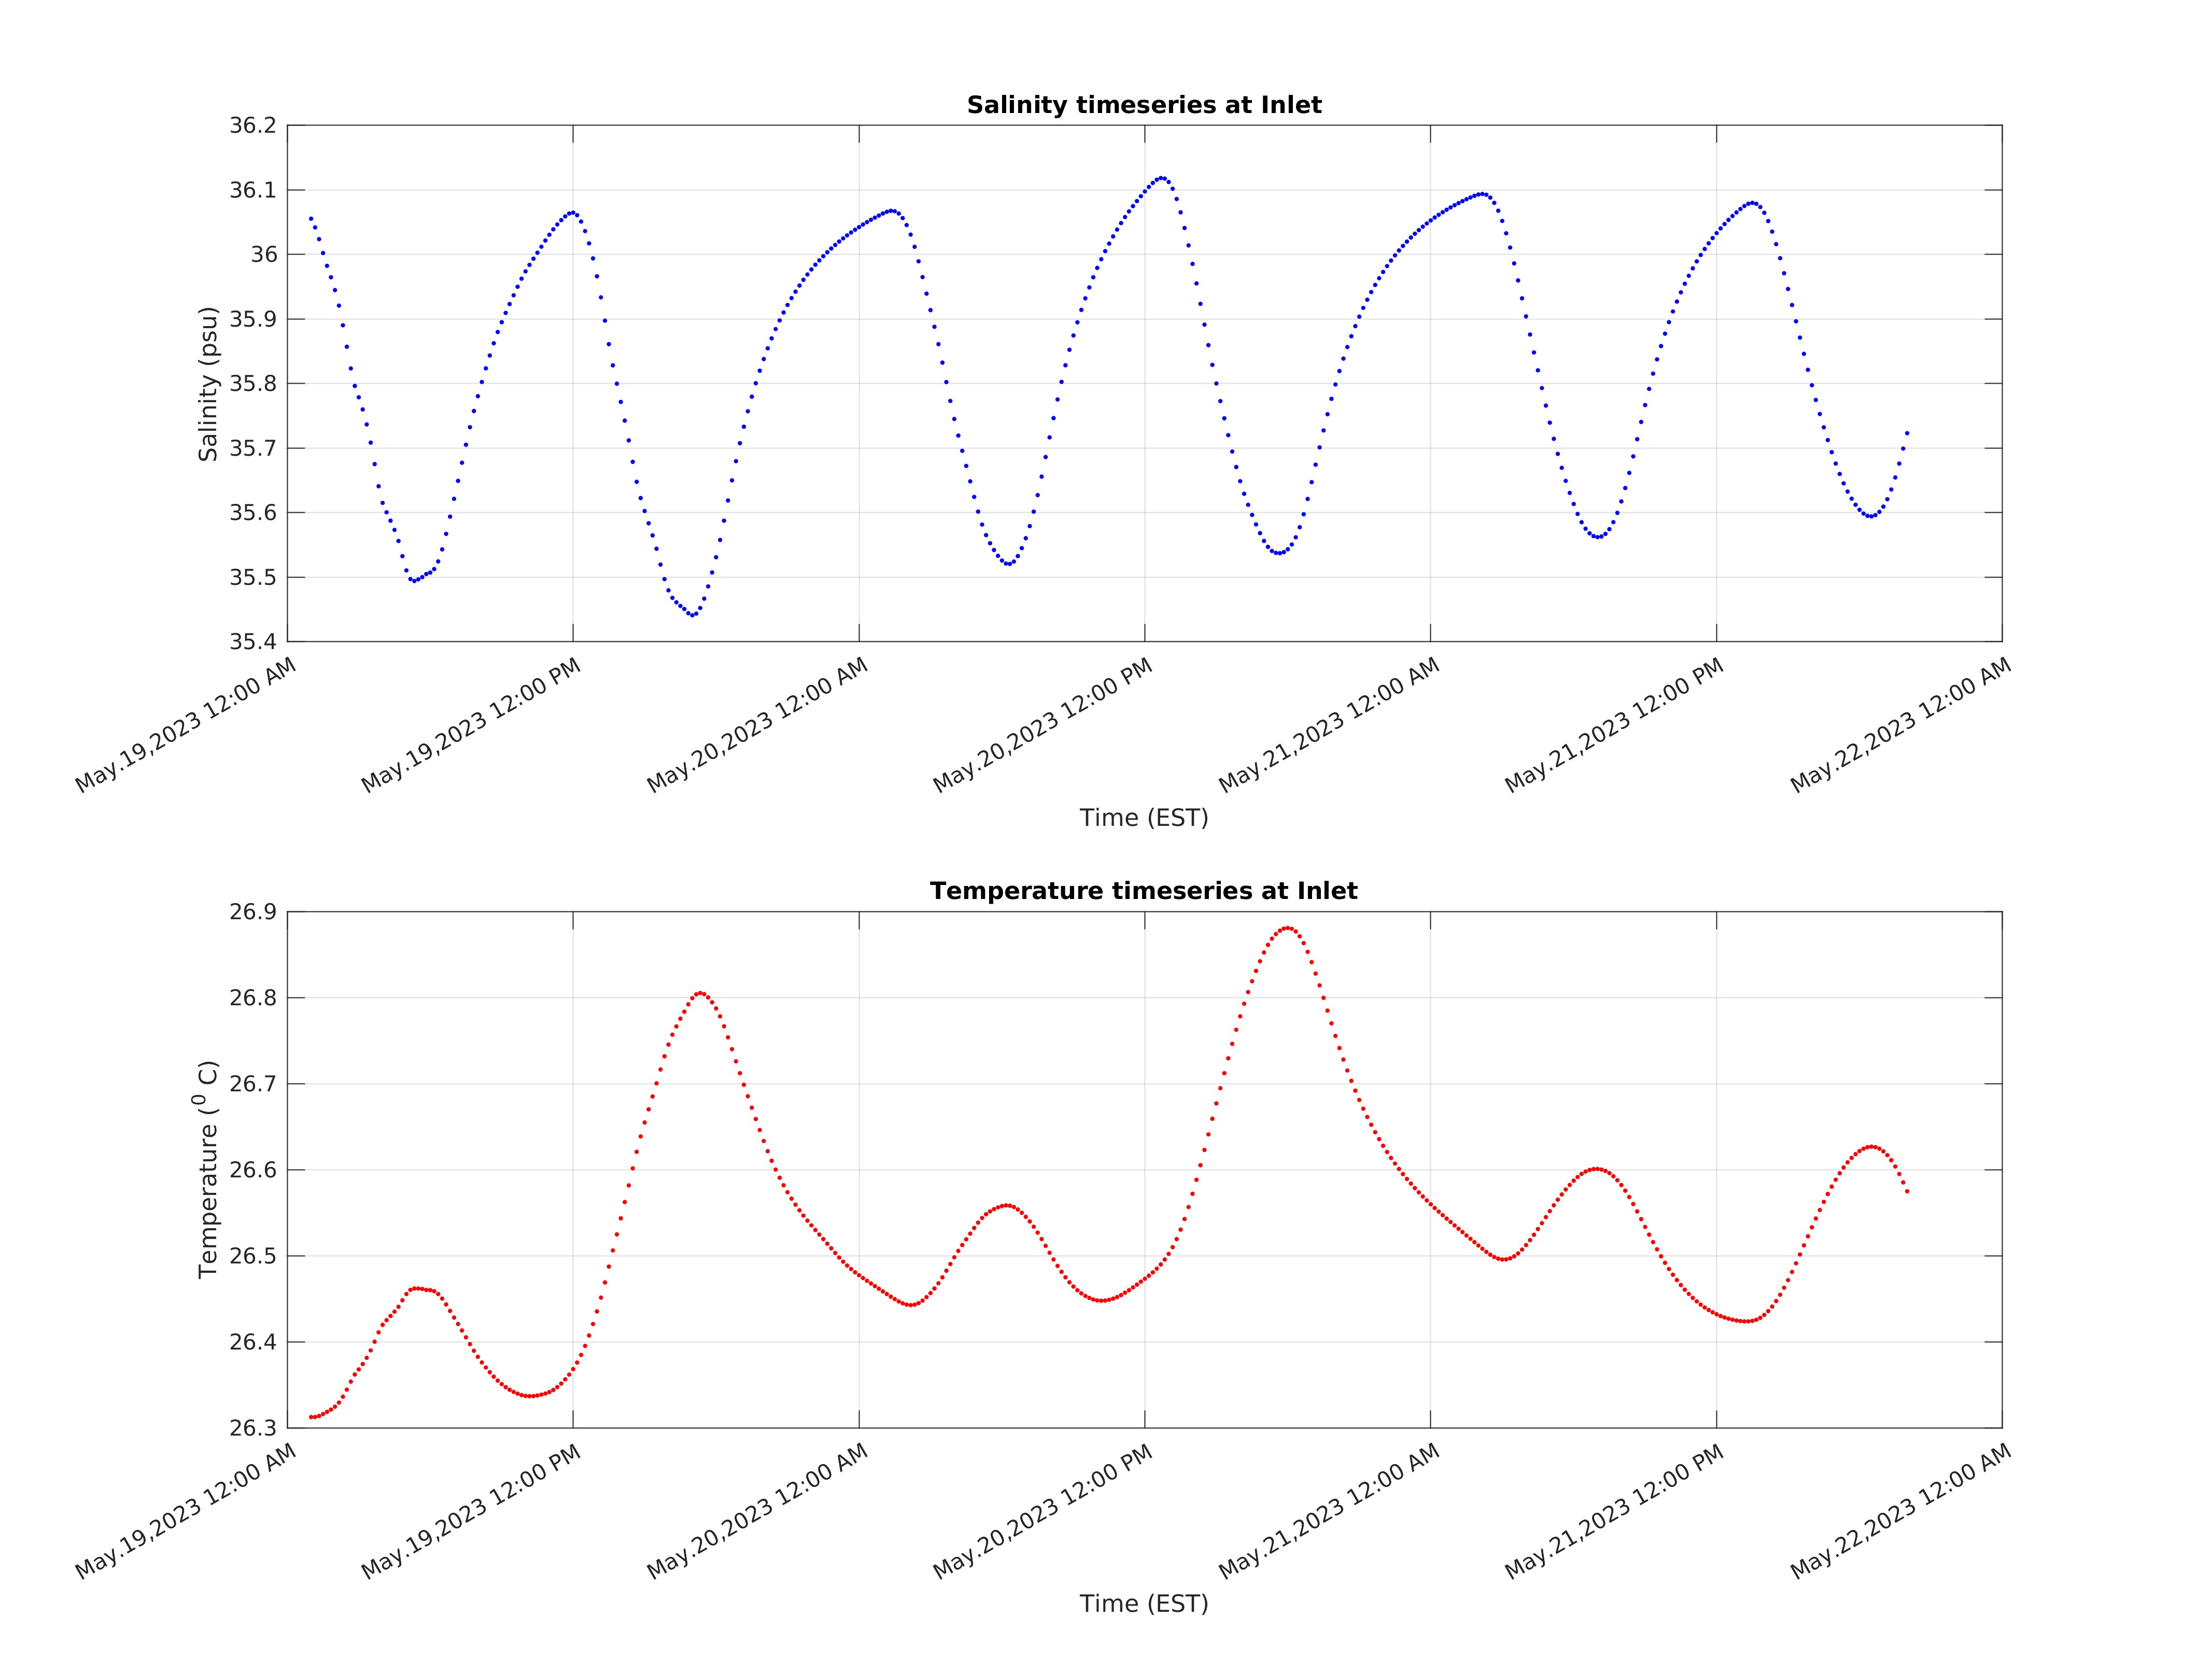 Salinity timeseries at Inlet
36.2
36.1
36
35.9
35.8
35.7
35.6
35.5
35.4
Salinity (psu)
May.19,2023 12:00 AM
May.19,2023 12:00 PM
May.20,2023 12:00 AM
May.20,2023 12:00 PM
May.21,2023 12:00 AM
May.21,2023 12:00 PM
May.22,2023 12:00 AM
Time (EST)
Temperature timeseries at Inlet
26.9
26.8
26.7
26.6
26.5
26.4
26.3
Temperature (⁰ C)
May.19,2023 12:00 AM
May.19,2023 12:00 PM
May.20,2023 12:00 AM
May.20,2023 12:00 PM
May.21,2023 12:00 AM
May.21,2023 12:00 PM
May.22,2023 12:00 AM
Time (EST)